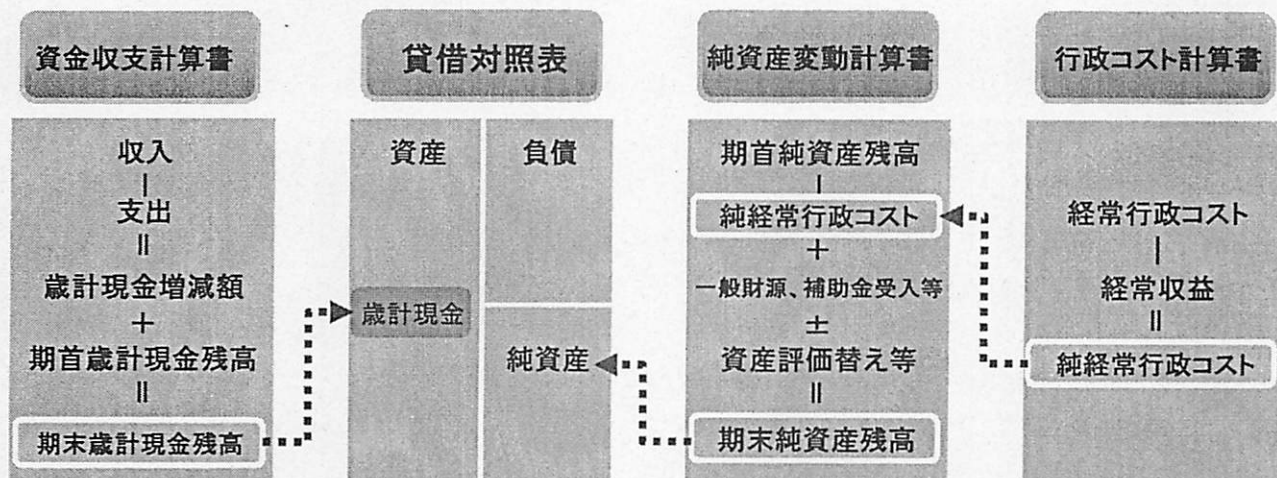 資金収支計算書
収入
ー
支出
＝
歳計現金増減額
＋
期首歳計現金残高
＝
期末歳計現金残高
貸借対照表
資産
歳計現金
負債
純資産
純資産変動計算書
期首純資産残高
ー
純経常行政コスト
＋
一般財源、補助金受入等
±
資産評価替え等
＝
期末純資産残高
行政コスト計算書
経常行政コスト
ー
経常収益
＝
純経常行政コスト